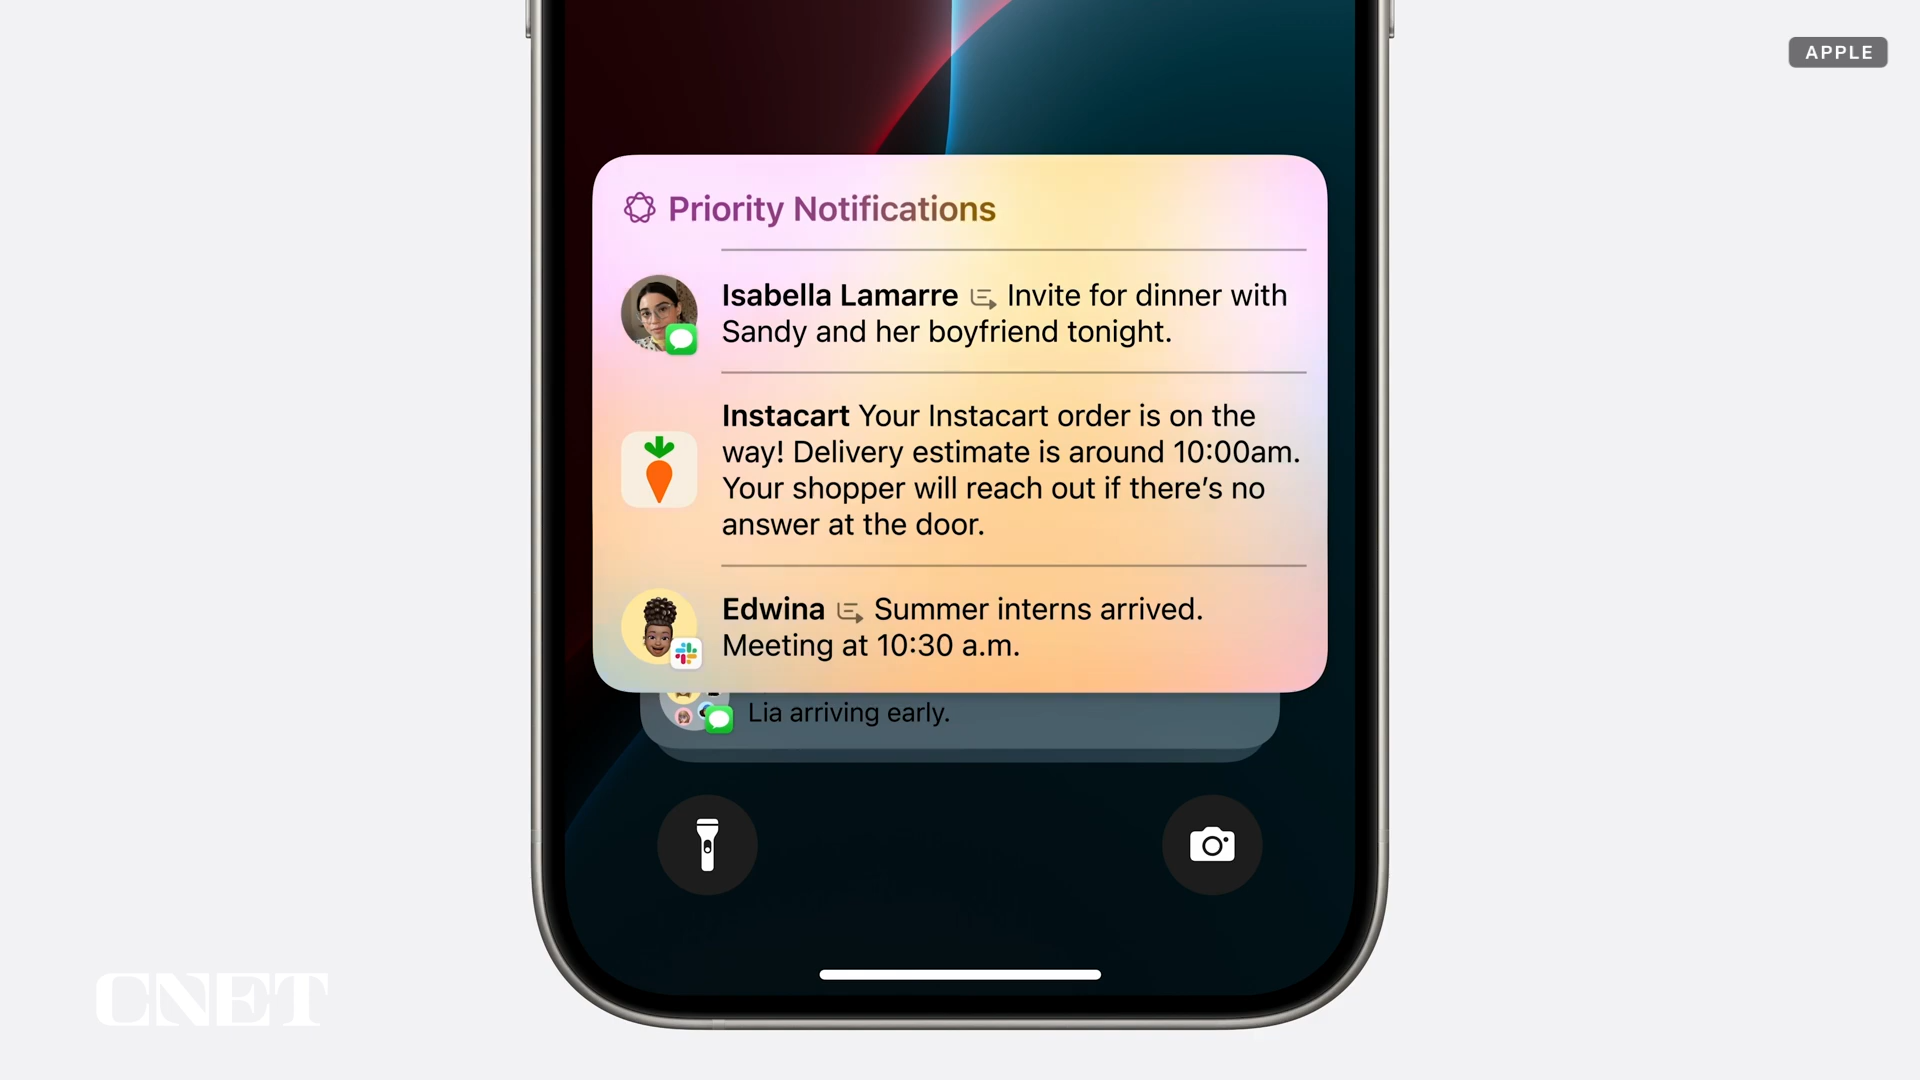 APPLE
Priority Notifications
Isabella Lamarre Invite for dinner with
Sandy and her boyfriend tonight.
Instacart Your Instacart order is on the
way! Delivery estimate is around 10:00am.
Your shopper will reach out if there’s no
answer at the door.
Edwina Summer interns arrived.
Meeting at 10:30 a.m.
Lia arriving early.
CNET